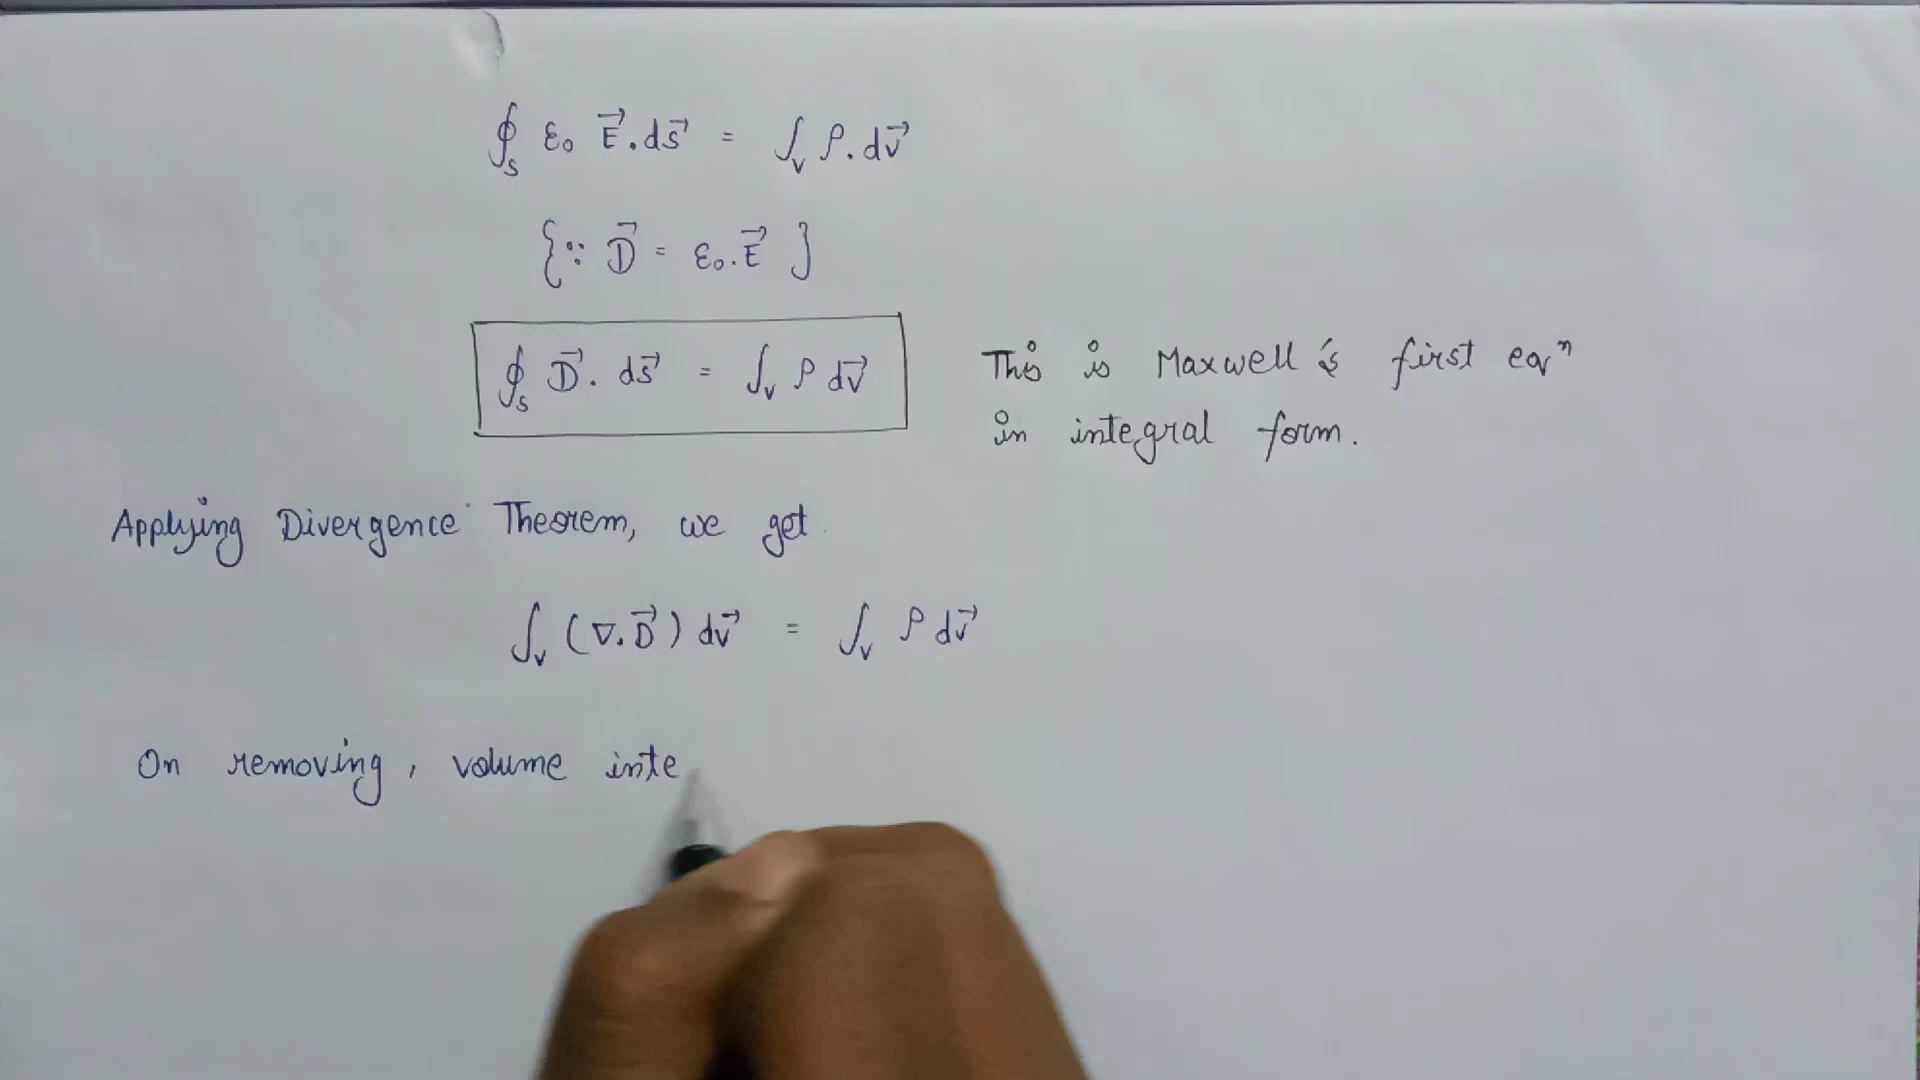 ∮s ε₀ E⃗.ds⃗ = ∫v ρ.dv⃗
{∵ D⃗ = ε₀.E⃗ }
∮s D⃗. ds⃗ = ∫v ρ dv⃗
This is Maxwell's first eqⁿ
in integral form.
Applying Divergence Theorem, we get
∫v (∇.D⃗) dv⃗ = ∫v ρ dv⃗
On removing, volume inte